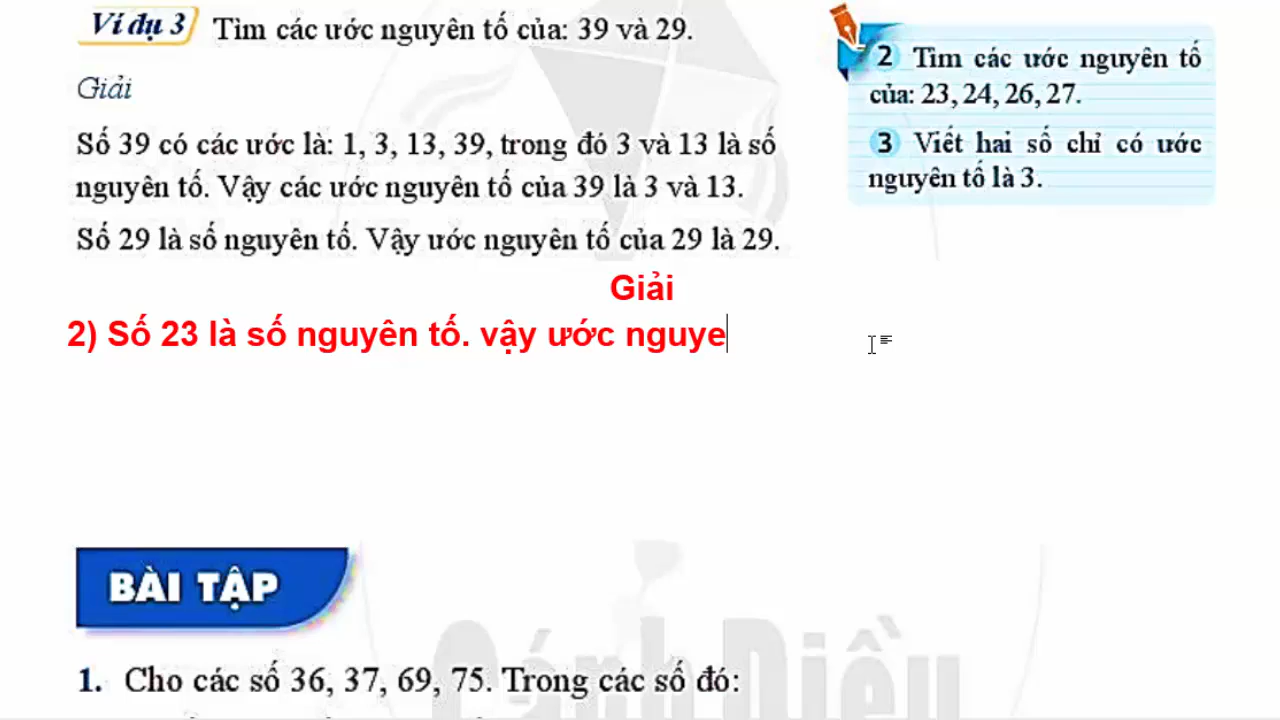 Ví dụ 3 Tìm các ước nguyên tố của: 39 và 29.
Giải
Số 39 có các ước là: 1, 3, 13, 39, trong đó 3 và 13 là số
nguyên tố. Vậy các ước nguyên tố của 39 là 3 và 13.
Số 29 là số nguyên tố. Vậy ước nguyên tố của 29 là 29.
2 Tìm các ước nguyên tố
của: 23, 24, 26, 27.
3 Viết hai số chỉ có ước
nguyên tố là 3.
Giải
2) Số 23 là số nguyên tố. vậy ước nguye
BÀI TẬP
Cánh Diều
1. Cho các số 36, 37, 69, 75. Trong các số đó: